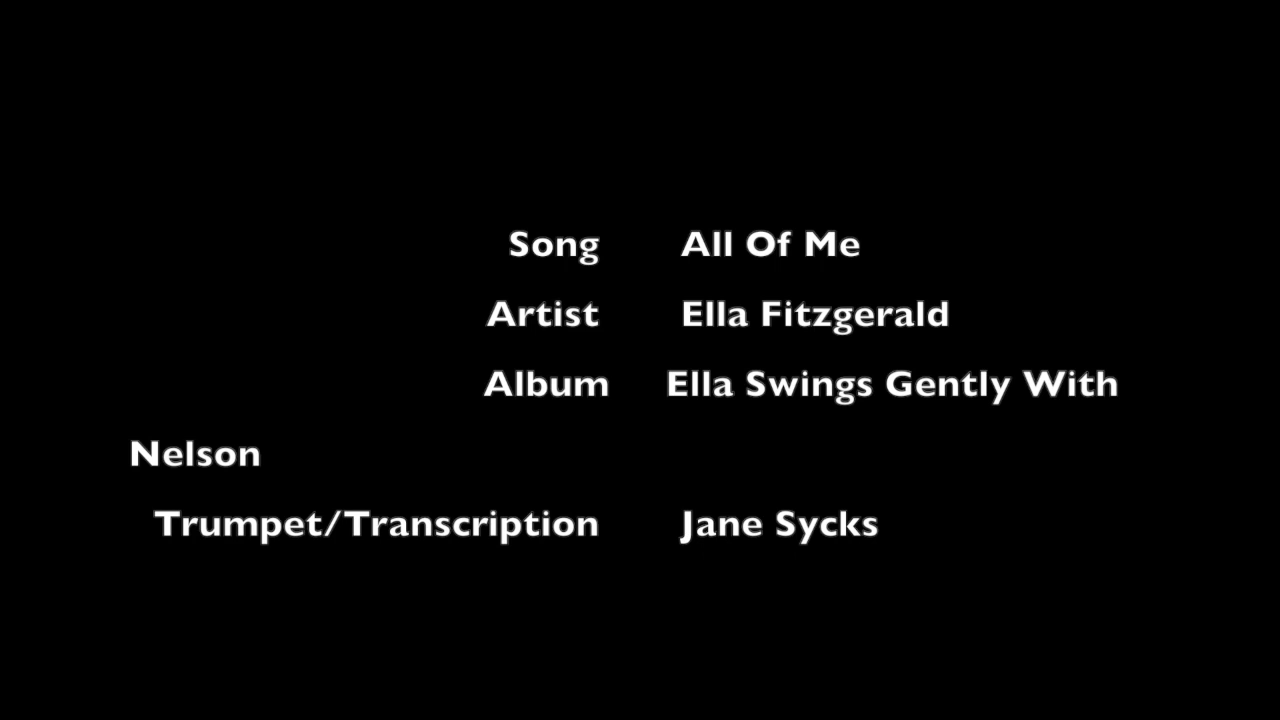 Song All Of Me
Artist Ella Fitzgerald
Album Ella Swings Gently With
Nelson
Trumpet/Transcription Jane Sycks